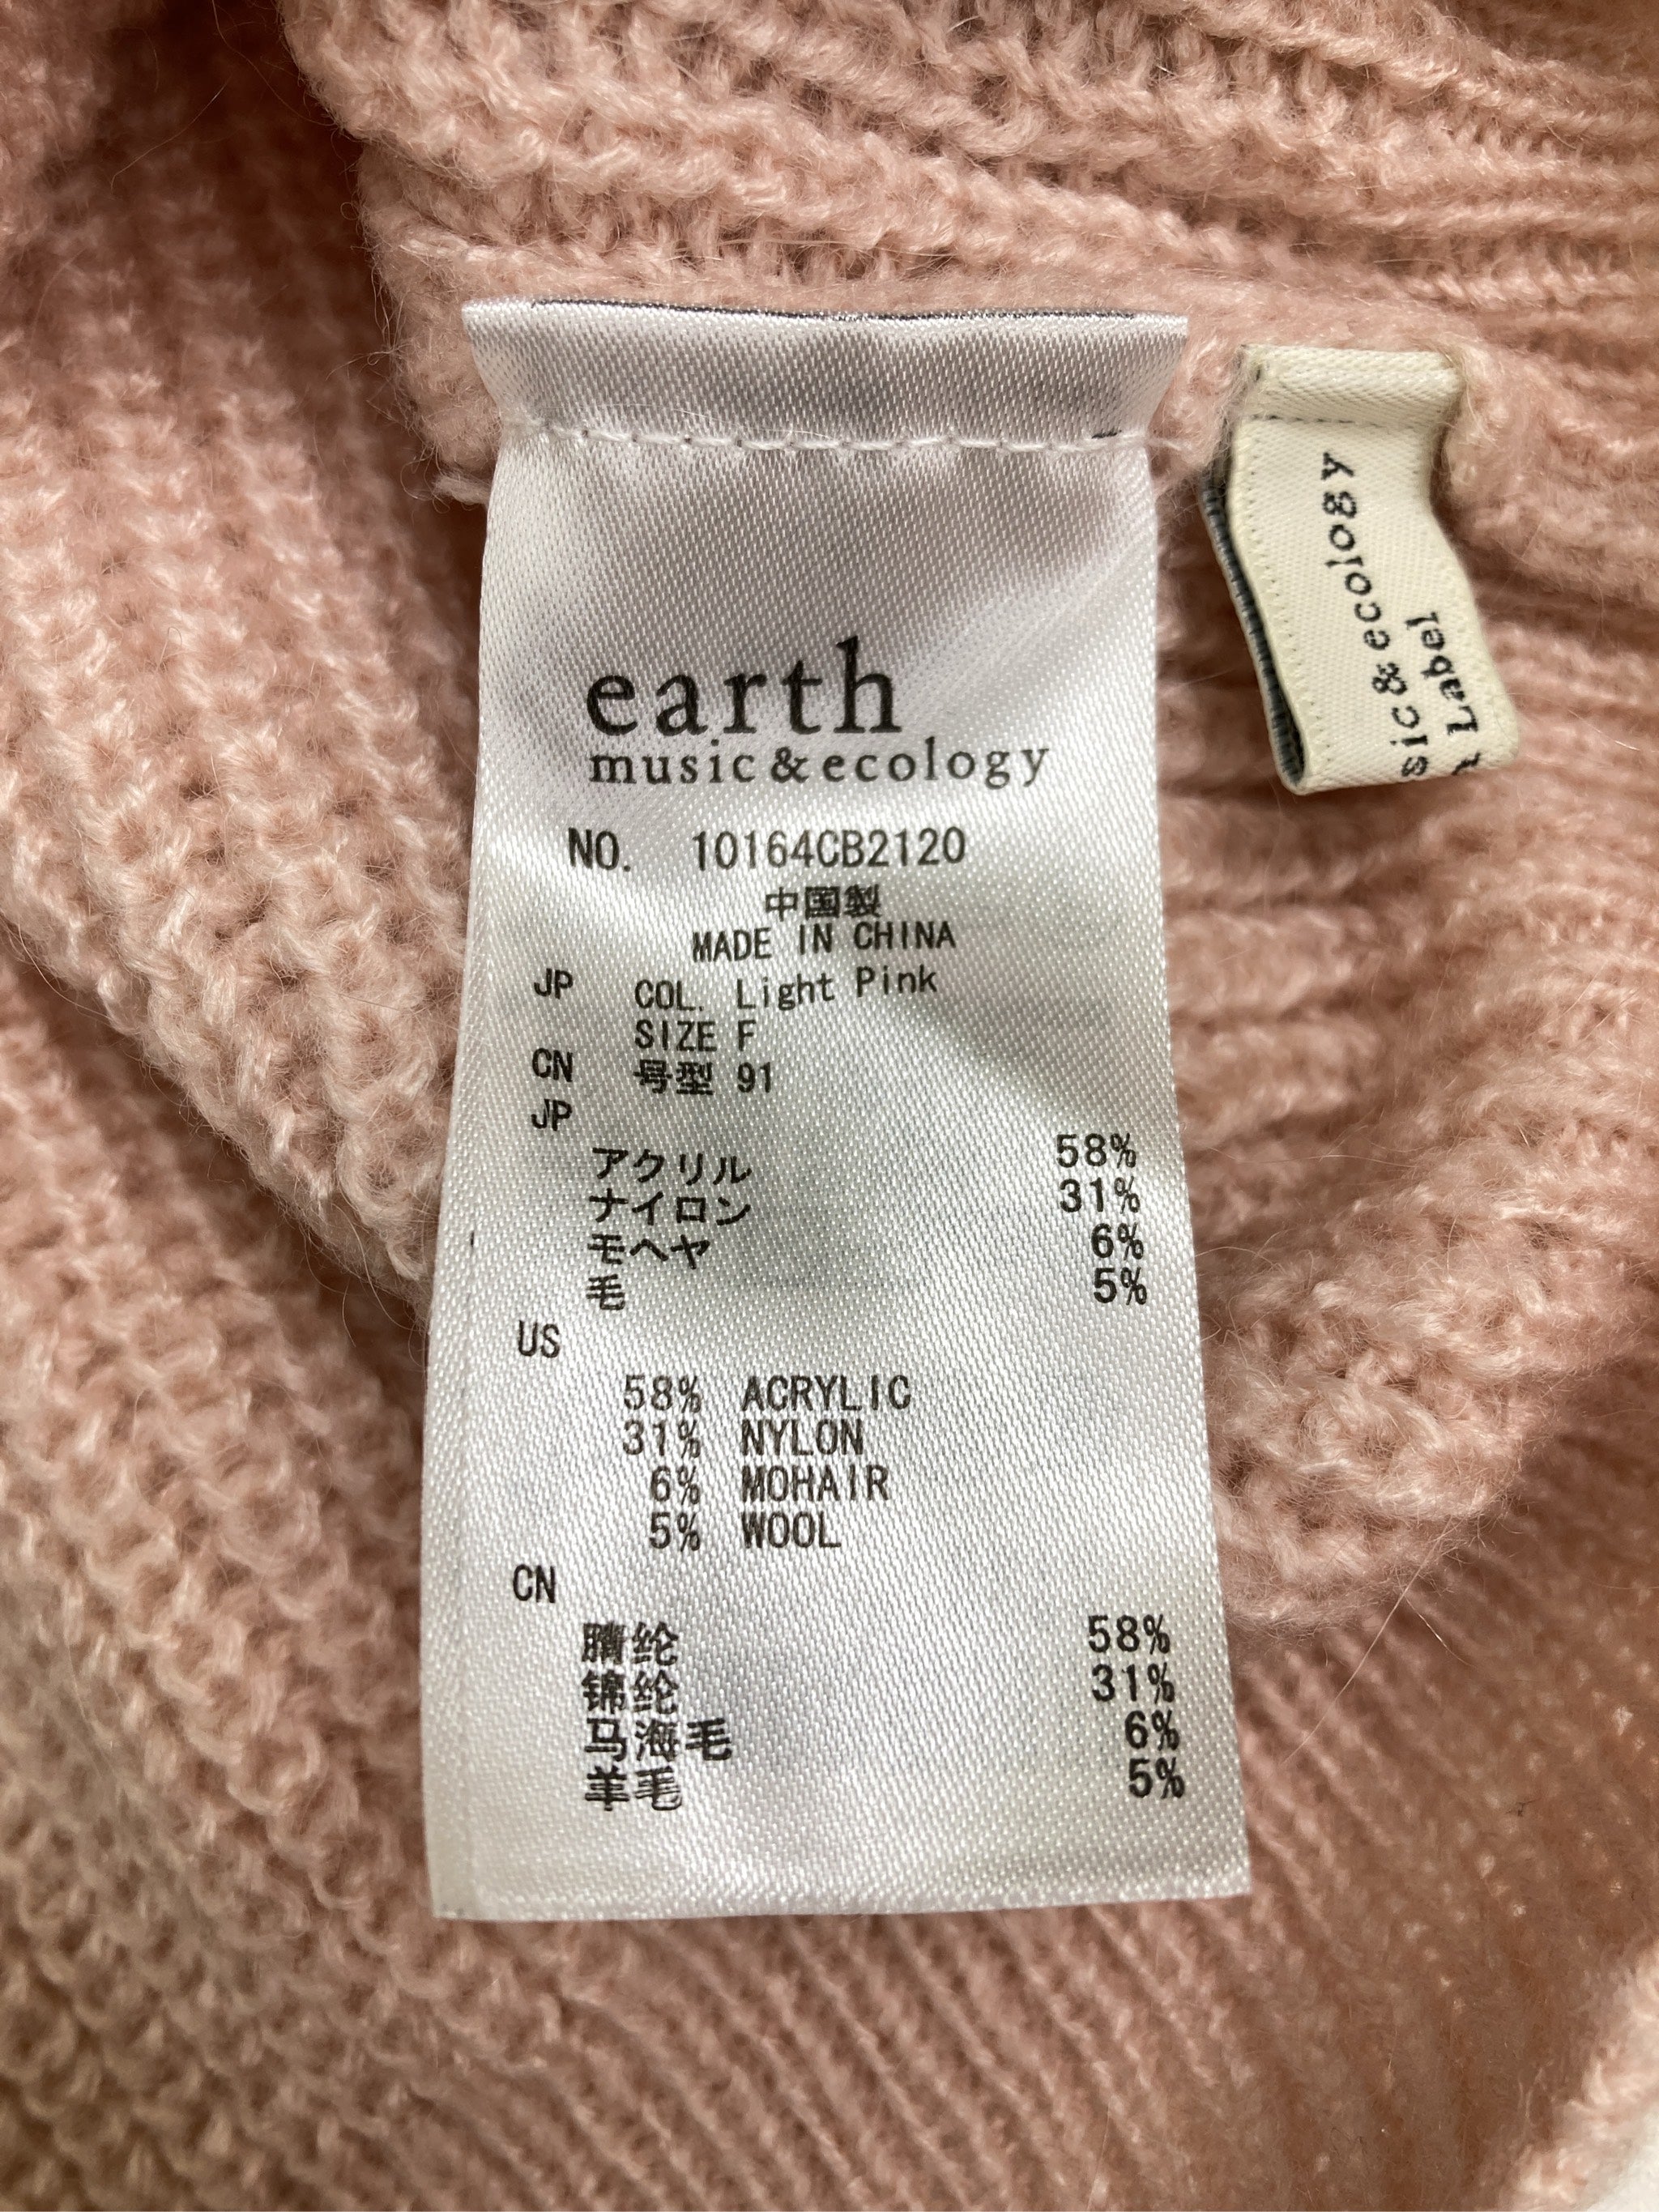 earth
music&ecology
NO. 10164CB2120
中国製
MADE IN CHINA
JP COL. Light Pink
SIZE F
CN 号型 91
JP
アクリル 58%
ナイロン 31%
モヘヤ 6%
毛 5%
US
58% ACRYLIC
31% NYLON
6% MOHAIR
5% WOOL
CN
腈纶 58%
锦纶 31%
马海毛 6%
羊毛 5%
sic&ecology
Label